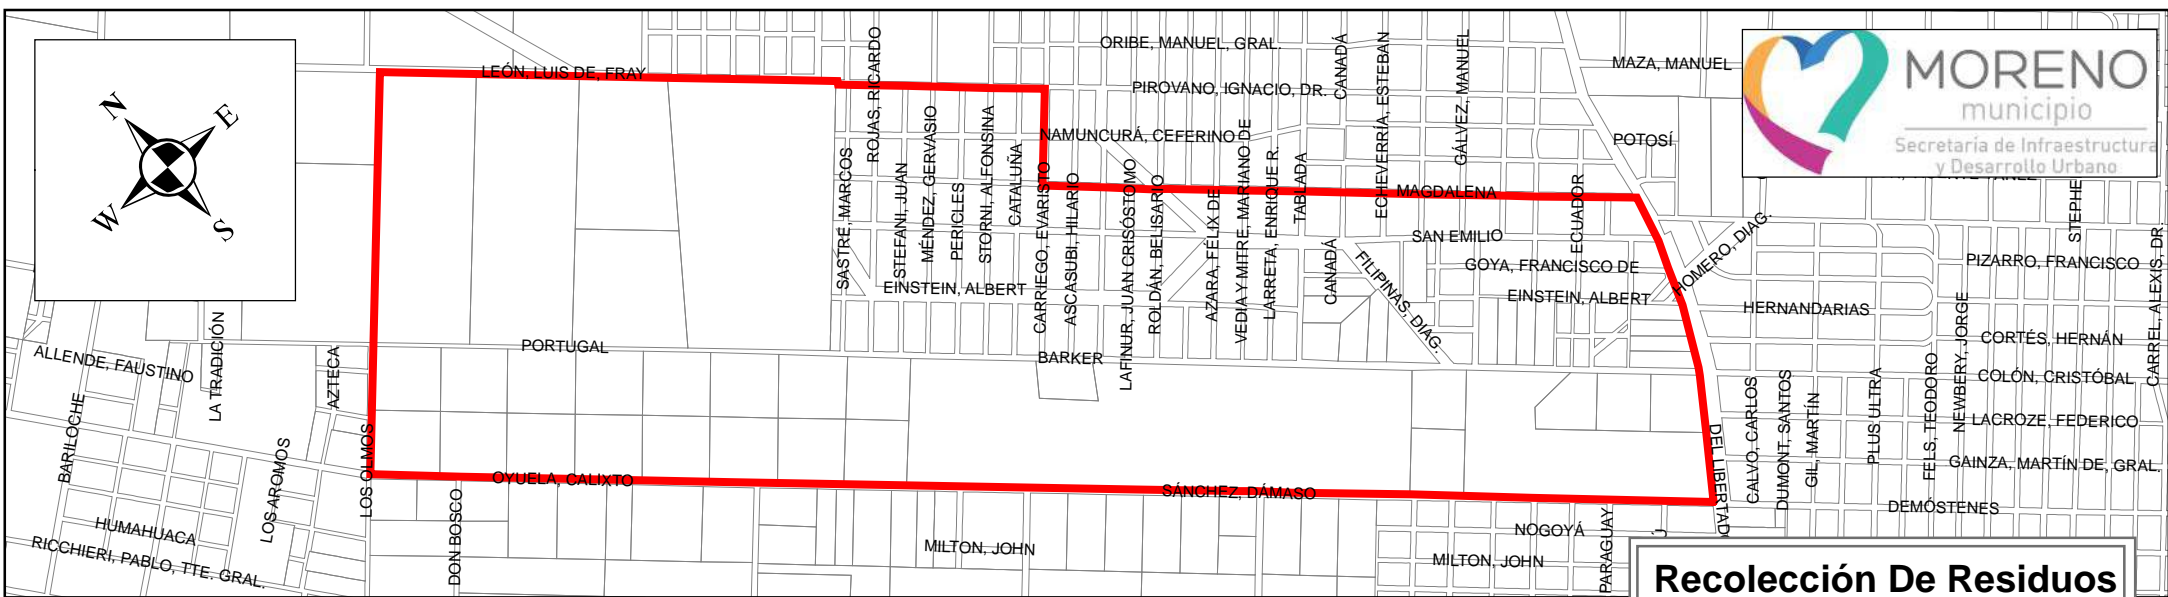 N
E
W
S
MORENO
municipio
Secretaría de Infraestructura
y Desarrollo Urbano
ORIBE, MANUEL, GRAL.
MAZA, MANUEL
LEÓN, LUIS DE, FRAY
PIROVANO, IGNACIO, DR.
ROJAS, RICARDO
CANADÁ
ECHEVERRÍA, ESTEBAN
GÁLVEZ, MANUEL
NAMUNCURÁ, CEFERINO
POTOSÍ
SASTRE, MARCOS
ESTEFANI, JUAN
MÉNDEZ, GERVASIO
PERICLES
STORNI, ALFONSINA
CATALUÑA
CARRIEGO, EVARISTO
ASCASUBI, HILARIO
LAFINUR, JUAN CRISÓSTOMO
ROLDÁN, BELISARIO
AZARA, FÉLIX DE
VEDIA Y MITRE, MARIANO DE
LARRETA, ENRIQUE R.
TABLADA
MAGDALENA
ECUADOR
STEPHE
SAN EMILIO
CANADÁ
FILIPINAS, DIAG.
GOYA, FRANCISCO DE
HOMERO, DIAG.
PIZARRO, FRANCISCO
CARREL, ALEXIS, DR.
EINSTEIN, ALBERT
EINSTEIN, ALBERT
HERNANDARIAS
NEWBERY, JORGE
CORTÉS, HERNÁN
LA TRADICIÓN
ALLENDE, FAUSTINO
AZTECA
PORTUGAL
BARKER
COLÓN, CRISTÓBAL
BARILOCHE
LOS AROMOS
LOS OLMOS
CALVO, CARLOS
DUMONT, SANTOS
GIL, MARTÍN
PLUS ULTRA
FELS, TEODORO
LACROZE, FEDERICO
GAINZA, MARTÍN DE, GRAL.
DEL LIBERTADO
OYUELA, CALIXTO
SÁNCHEZ, DÁMASO
DEMÓSTENES
HUMAHUACA
DON BOSCO
NOGOYÁ
PARAGUAY
RICCHIERI, PABLO, TTE. GRAL.
MILTON, JOHN
MILTON, JOHN
Recolección De Residuos